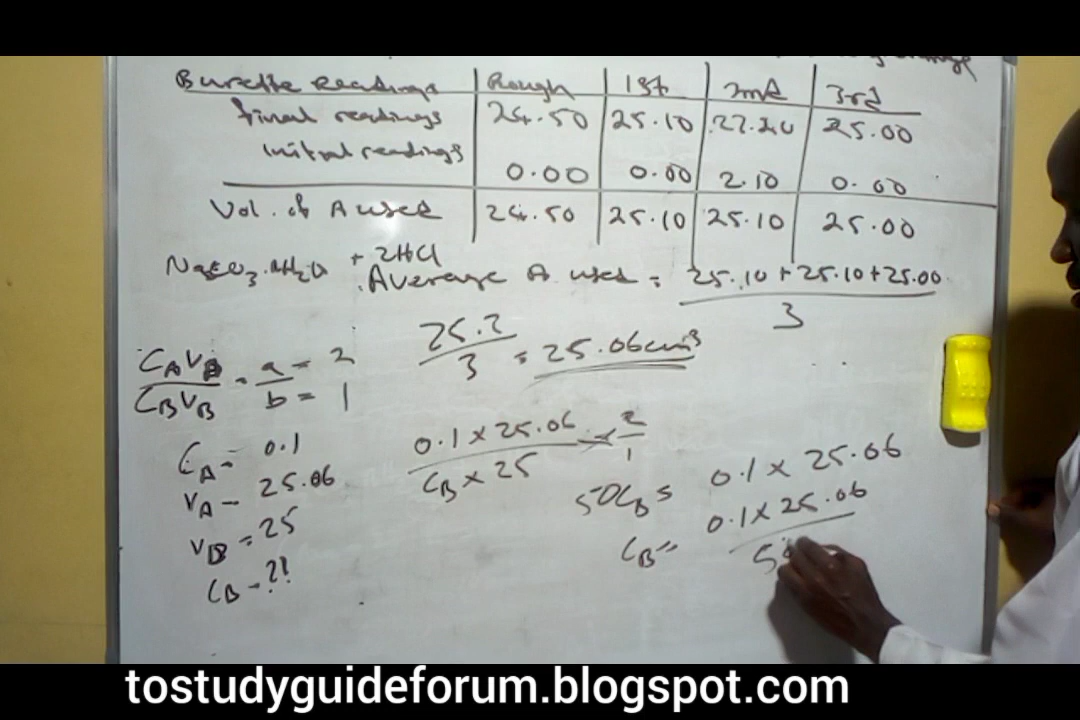 Burette Readings Rough 1st 2nd 3rd
final readings 24.50 25.10 27.20 25.00
initial readings 0.00 0.00 2.10 0.00
Vol. of A used 24.50 25.10 25.10 25.00
+ 2HCl
Average A used = 25.10 + 25.10 + 25.00
3
25.2
3 = 25.06cm³
CAVA
CBVB = a = 2
b = 1
CA = 0.1
VA = 25.06
VB = 25
CB = ??
0.1 x 25.06
CB x 25
2
1
50CB = 0.1 x 25.06
CB = 0.1 x 25.06
tostudyguideforum.blogspot.com